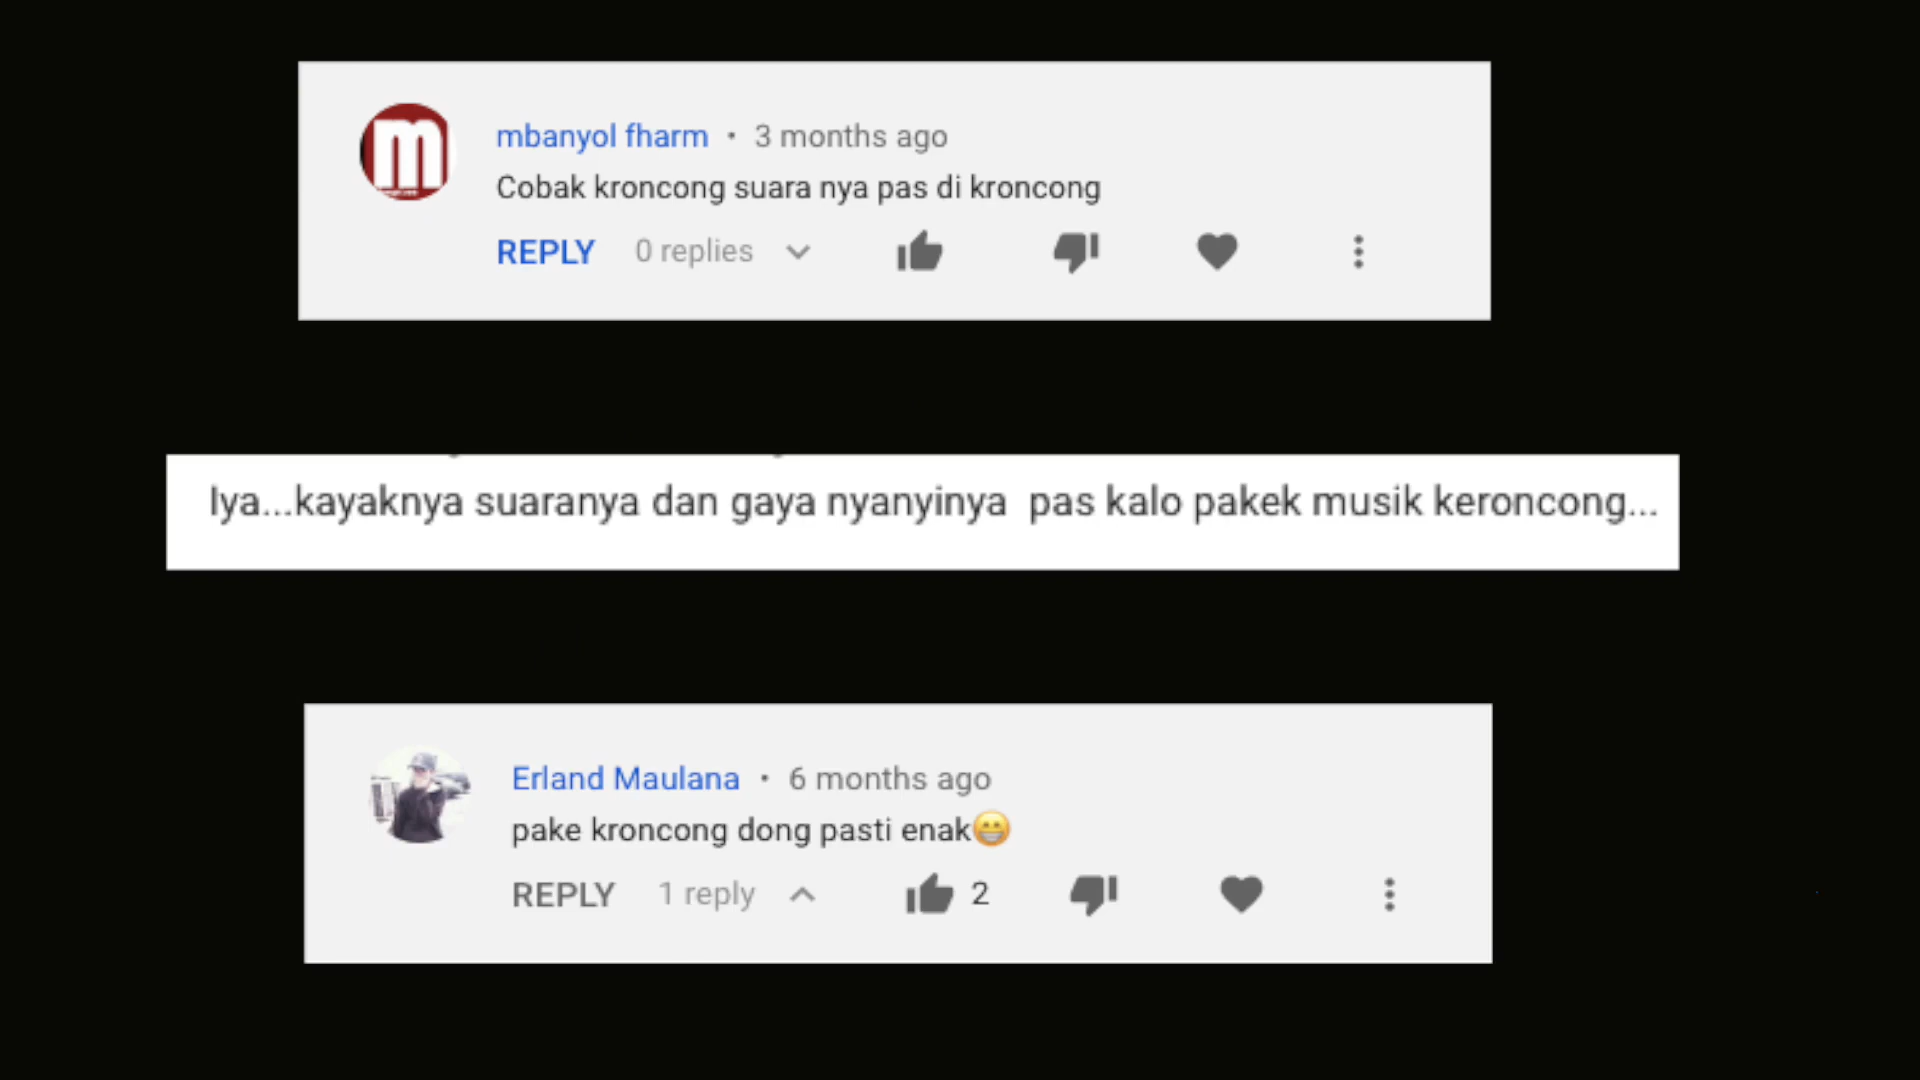 mbanyol fharm • 3 months ago
Cobak kroncong suara nya pas di kroncong
REPLY 0 replies
Iya...kayaknya suaranya dan gaya nyanyinya  pas kalo pakek musik keroncong...
Erland Maulana • 6 months ago
pake kroncong dong pasti enak😁
REPLY 1 reply 2